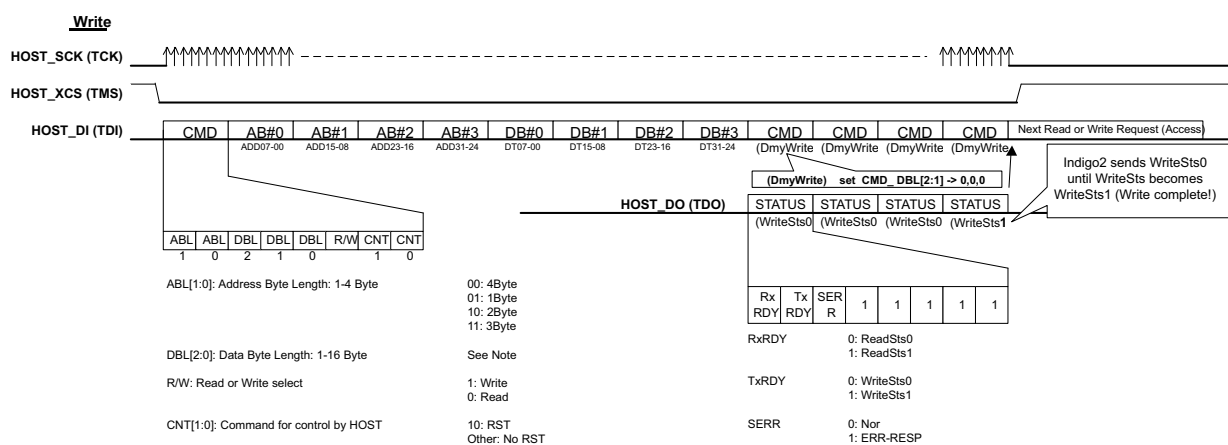 Write
HOST_SCK (TCK)
HOST_XCS (TMS)
HOST_DI (TDI) CMD AB#0 AB#1 AB#2 AB#3 DB#0 DB#1 DB#2 DB#3 CMD CMD CMD CMD Next Read or Write Request (Access)
ADD07-00 ADD15-08 ADD23-16 ADD31-24 DT07-00 DT15-08 DT23-16 DT31-24 (DmyWrite (DmyWrite (DmyWrite (DmyWrite
(DmyWrite) set CMD_ DBL[2:1] -> 0,0,0
Indigo2 sends WriteSts0
until WriteSts becomes
WriteSts1 (Write complete!)
HOST_DO (TDO) STATUS STATUS STATUS STATUS
(WriteSts0 (WriteSts0 (WriteSts0 (WriteSts1
ABL ABL DBL DBL DBL R/W CNT CNT
1 0 2 1 0 1 0
Rx Tx SER 1 1 1 1 1
RDY RDY R
ABL[1:0]: Address Byte Length: 1-4 Byte 00: 4Byte
01: 1Byte
10: 2Byte
11: 3Byte
RxRDY 0: ReadSts0
1: ReadSts1
DBL[2:0]: Data Byte Length: 1-16 Byte See Note
R/W: Read or Write select 1: Write
0: Read
TxRDY 0: WriteSts0
1: WriteSts1
CNT[1:0]: Command for control by HOST 10: RST
Other: No RST
SERR 0: Nor
1: ERR-RESP